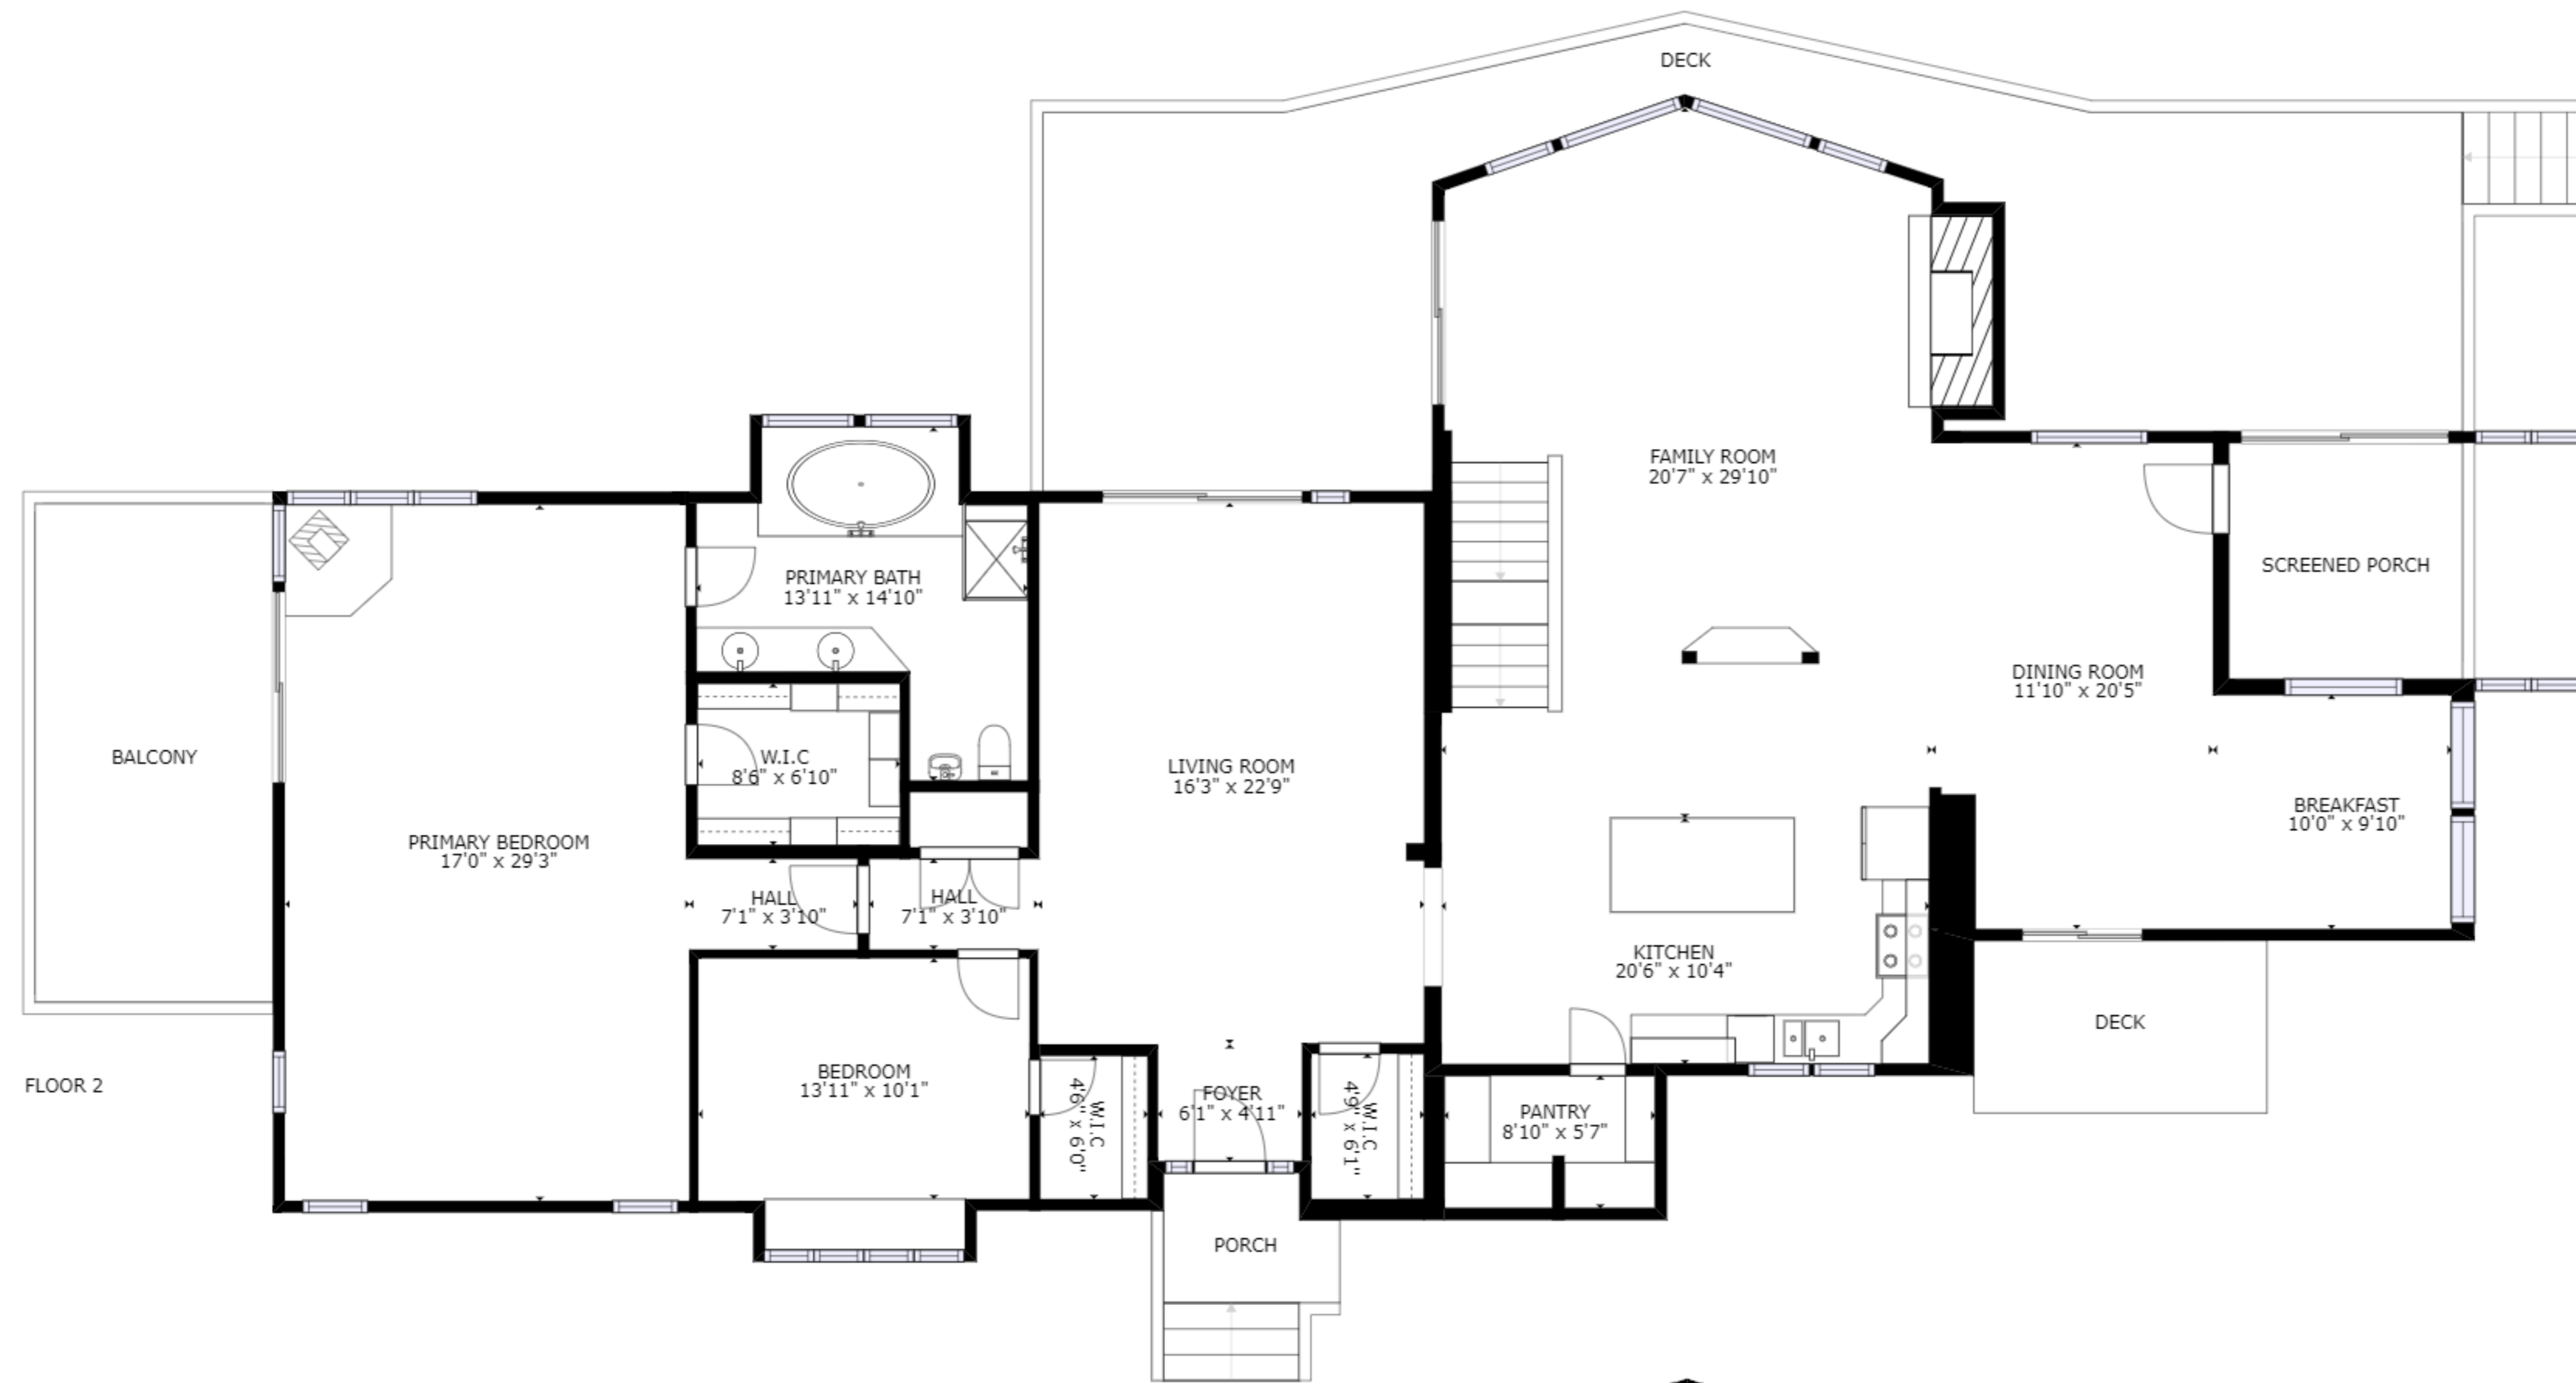 DECK
FAMILY ROOM
20'7" x 29'10"
PRIMARY BATH
13'11" x 14'10"
SCREENED PORCH
DINING ROOM
11'10" x 20'5"
BALCONY
W.I.C
8'6" x 6'10"
LIVING ROOM
16'3" x 22'9"
BREAKFAST
10'0" x 9'10"
PRIMARY BEDROOM
17'0" x 29'3"
HALL
7'1" x 3'10"
HALL
7'1" x 3'10"
KITCHEN
20'6" x 10'4"
DECK
FLOOR 2
BEDROOM
13'11" x 10'1"
W.I.C
4'6" x 6'0"
FOYER
6'1" x 4'11"
W.I.C
4'9" x 6'1"
PANTRY
8'10" x 5'7"
PORCH